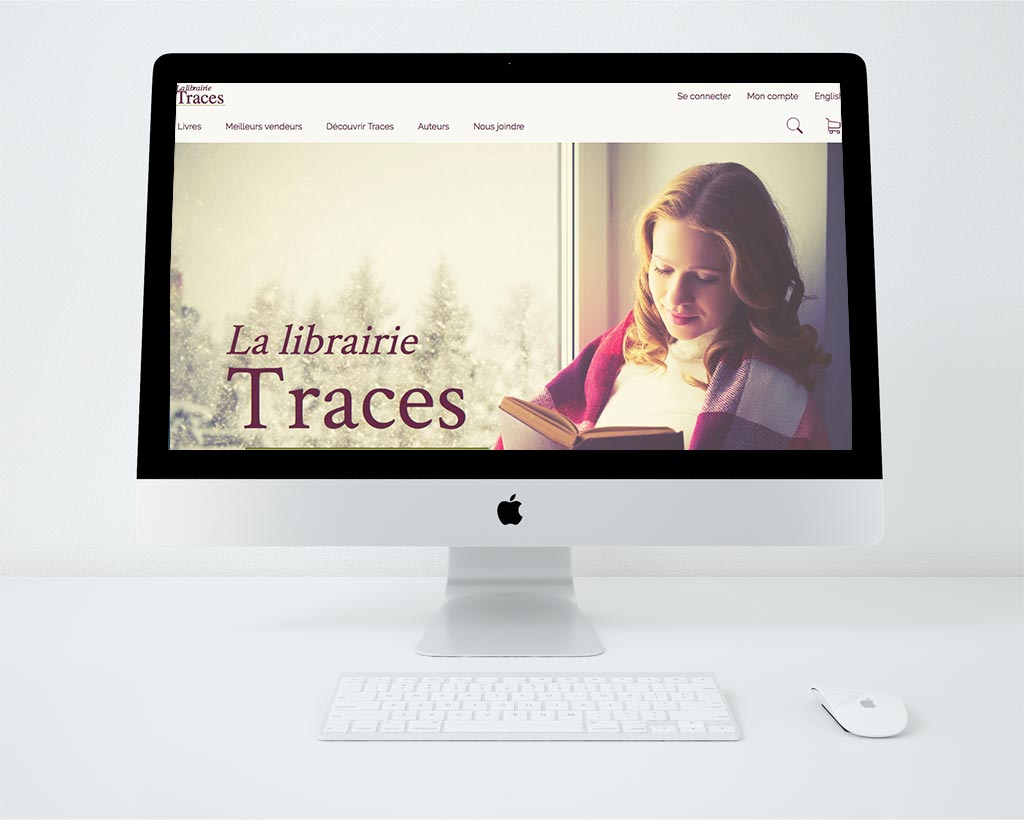 La librairie
Traces
Se connecter Mon compte English
Livres Meilleurs vendeurs Découvrir Traces Auteurs Nous joindre
La librairie
Traces